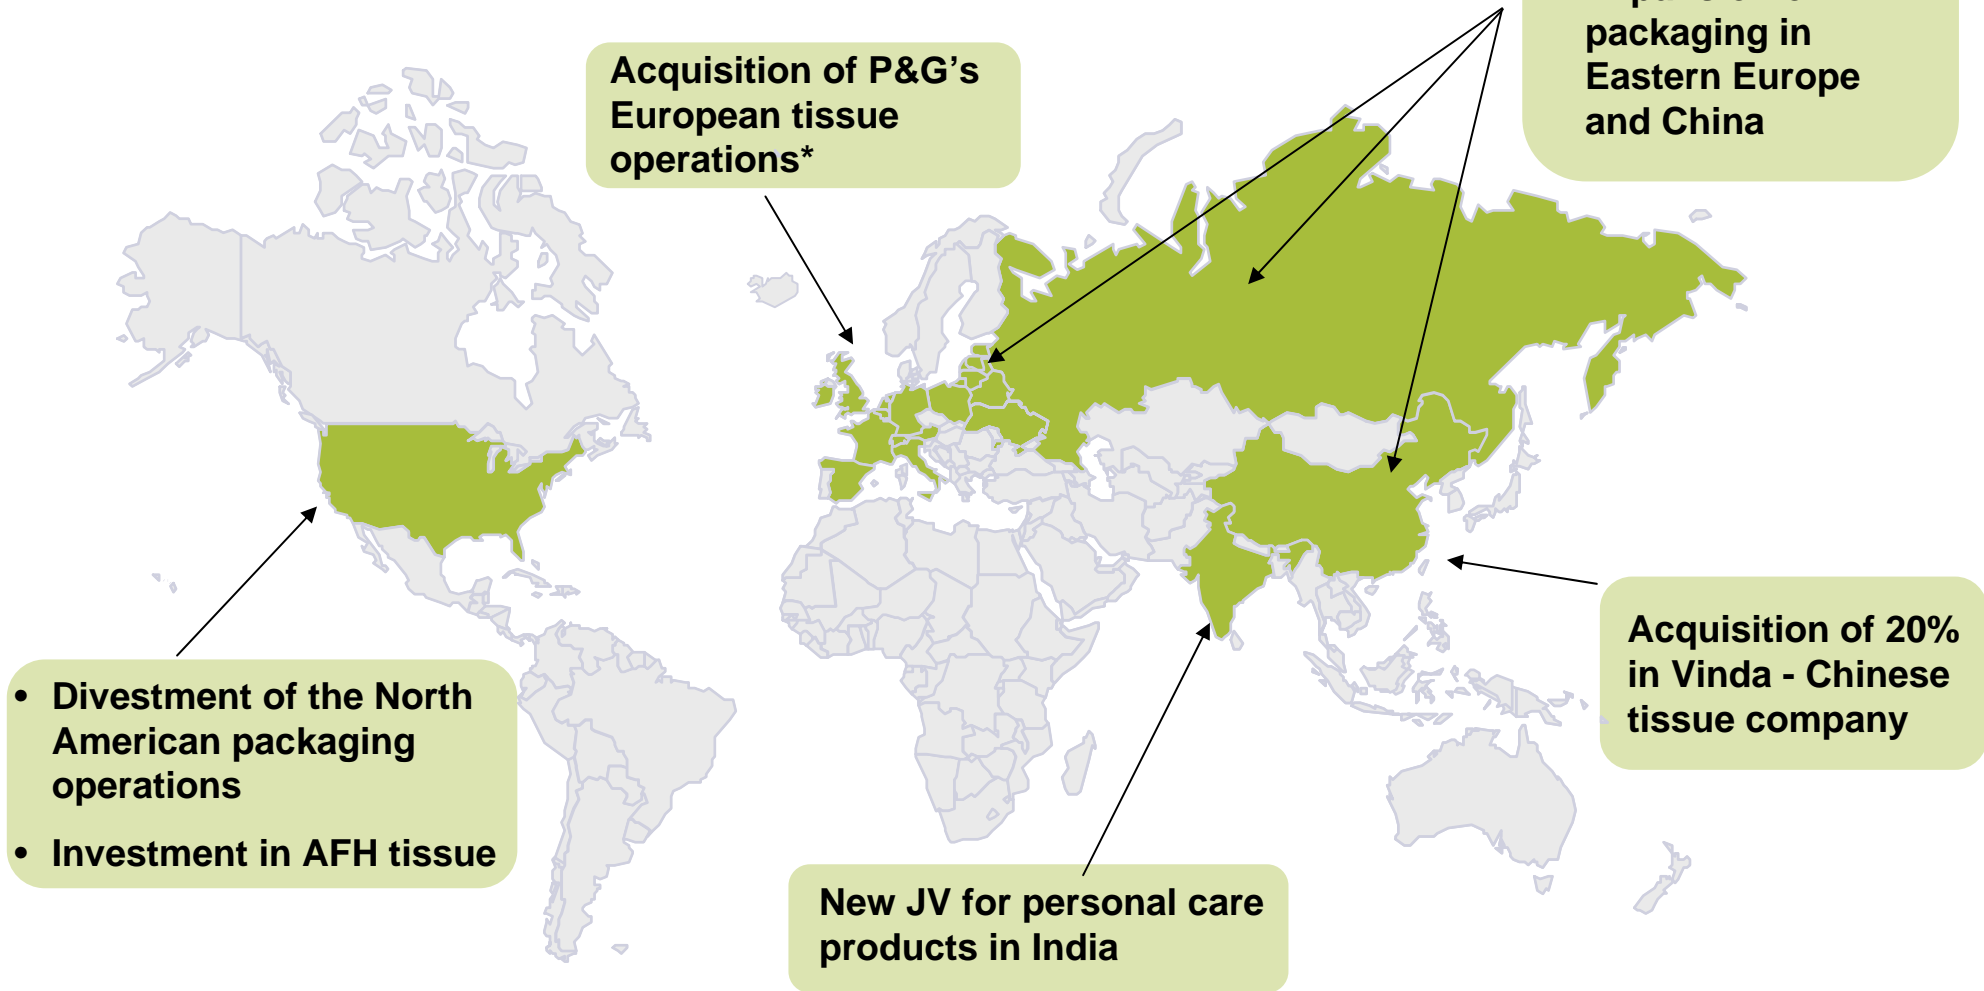 packaging in
Eastern Europe
and China
Acquisition of P&G's
European tissue
operations*
Acquisition of 20%
in Vinda - Chinese
tissue company
• Divestment of the North
American packaging
operations
• Investment in AFH tissue
New JV for personal care
products in India